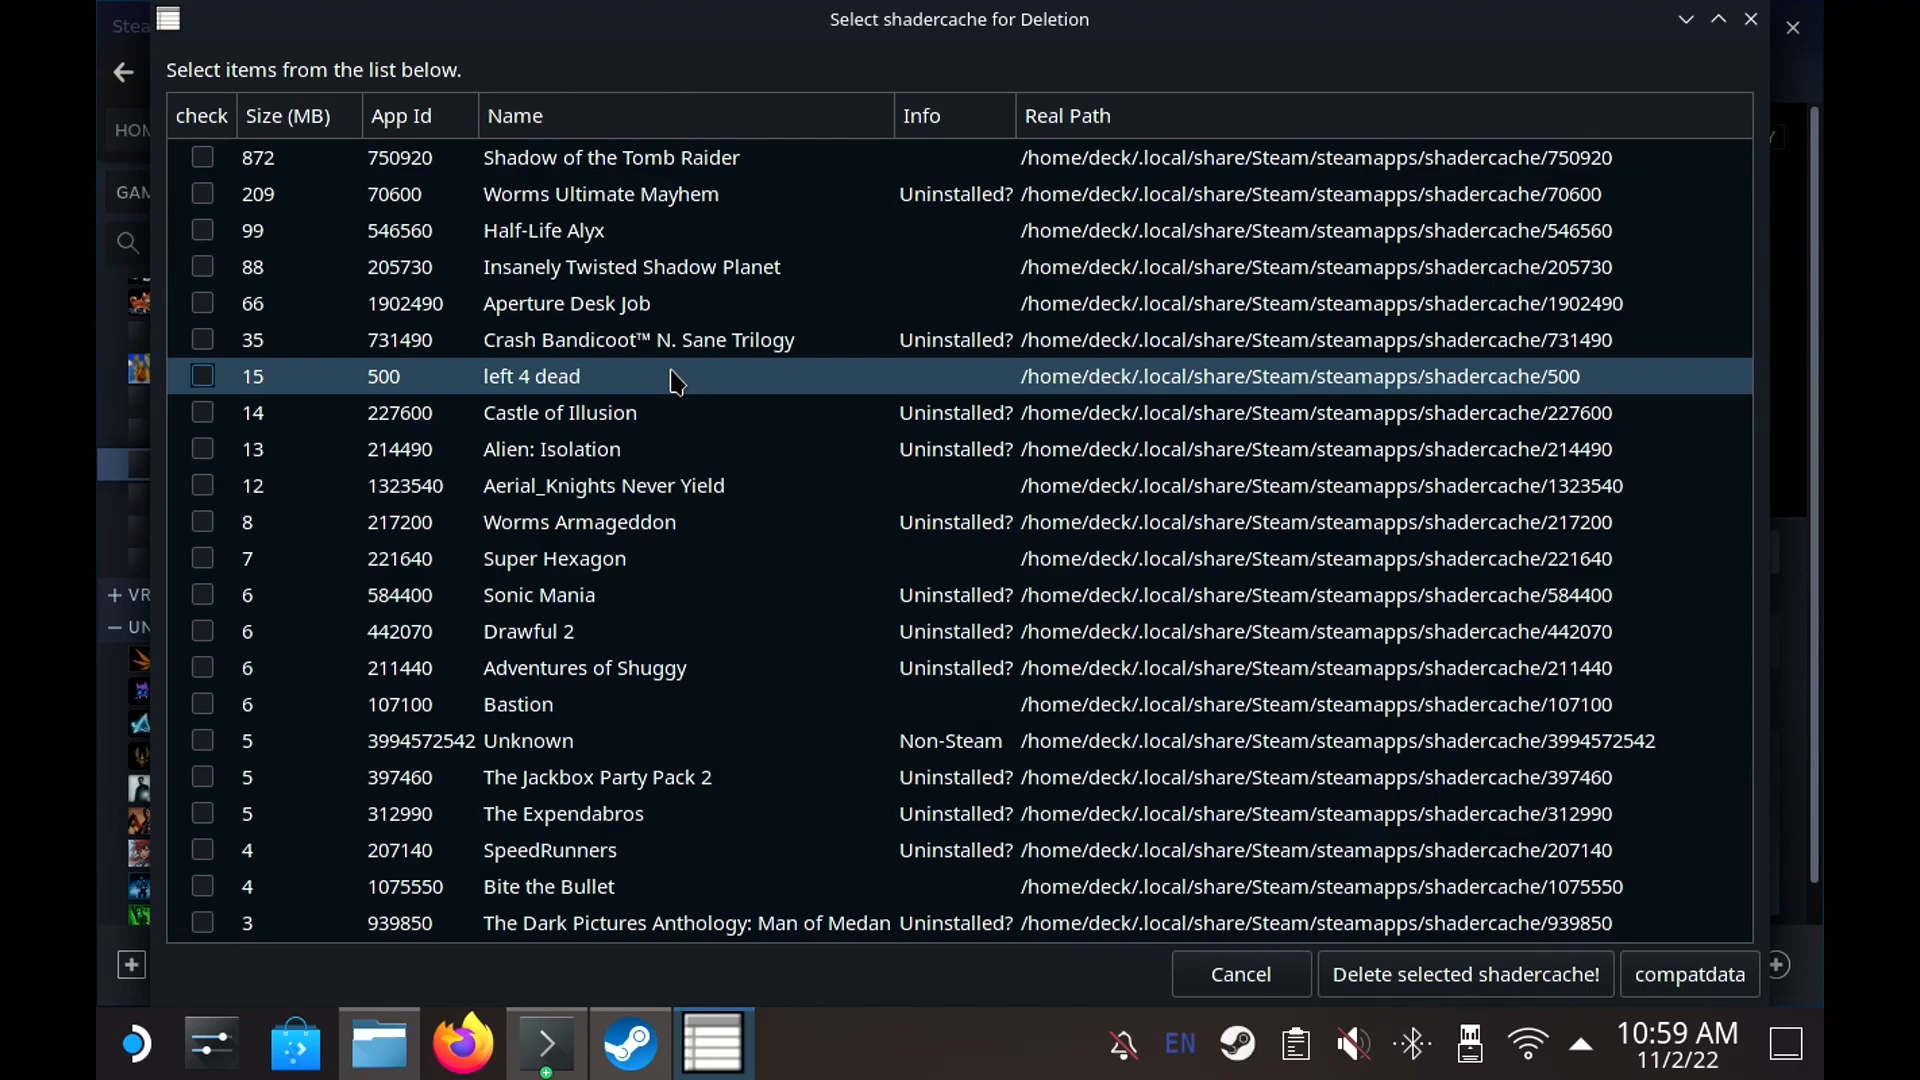 Stea
Select shadercache for Deletion
Select items from the list below.
check Size (MB) App Id Name Info Real Path
HOM
872 750920 Shadow of the Tomb Raider /home/deck/.local/share/Steam/steamapps/shadercache/750920
GAM
209 70600 Worms Ultimate Mayhem Uninstalled? /home/deck/.local/share/Steam/steamapps/shadercache/70600
99 546560 Half-Life Alyx /home/deck/.local/share/Steam/steamapps/shadercache/546560
88 205730 Insanely Twisted Shadow Planet /home/deck/.local/share/Steam/steamapps/shadercache/205730
66 1902490 Aperture Desk Job /home/deck/.local/share/Steam/steamapps/shadercache/1902490
35 731490 Crash Bandicoot™ N. Sane Trilogy Uninstalled? /home/deck/.local/share/Steam/steamapps/shadercache/731490
15 500 left 4 dead /home/deck/.local/share/Steam/steamapps/shadercache/500
14 227600 Castle of Illusion Uninstalled? /home/deck/.local/share/Steam/steamapps/shadercache/227600
13 214490 Alien: Isolation Uninstalled? /home/deck/.local/share/Steam/steamapps/shadercache/214490
12 1323540 Aerial_Knights Never Yield /home/deck/.local/share/Steam/steamapps/shadercache/1323540
8 217200 Worms Armageddon Uninstalled? /home/deck/.local/share/Steam/steamapps/shadercache/217200
7 221640 Super Hexagon /home/deck/.local/share/Steam/steamapps/shadercache/221640
+ VR
6 584400 Sonic Mania Uninstalled? /home/deck/.local/share/Steam/steamapps/shadercache/584400
− UN
6 442070 Drawful 2 Uninstalled? /home/deck/.local/share/Steam/steamapps/shadercache/442070
6 211440 Adventures of Shuggy Uninstalled? /home/deck/.local/share/Steam/steamapps/shadercache/211440
6 107100 Bastion /home/deck/.local/share/Steam/steamapps/shadercache/107100
5 3994572542 Unknown Non-Steam /home/deck/.local/share/Steam/steamapps/shadercache/3994572542
5 397460 The Jackbox Party Pack 2 Uninstalled? /home/deck/.local/share/Steam/steamapps/shadercache/397460
5 312990 The Expendabros Uninstalled? /home/deck/.local/share/Steam/steamapps/shadercache/312990
4 207140 SpeedRunners Uninstalled? /home/deck/.local/share/Steam/steamapps/shadercache/207140
4 1075550 Bite the Bullet /home/deck/.local/share/Steam/steamapps/shadercache/1075550
3 939850 The Dark Pictures Anthology: Man of Medan Uninstalled? /home/deck/.local/share/Steam/steamapps/shadercache/939850
Cancel Delete selected shadercache! compatdata
EN 10:59 AM
11/2/22